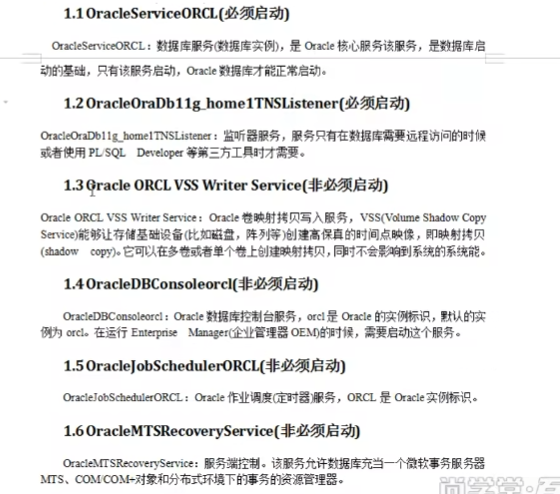 1.1 OracleServiceORCL(必须启动)
OracleServiceORCL：数据库服务(数据库实例)，是 Oracle 核心服务该服务，是数据库启
动的基础，只有该服务启动，Oracle 数据库才能正常启动。
1.2 OracleOraDb11g_home1TNSListener(必须启动)
OracleOraDb11g_home1TNSListener：监听器服务，服务只有在数据库需要远程访问的时候
或者使用 PL/SQL Developer 等第三方工具时才需要。
1.3 Oracle ORCL VSS Writer Service(非必须启动)
Oracle ORCL VSS Writer Service：Oracle 卷映射拷贝写入服务，VSS(Volume Shadow Copy
Service)能够让存储基础设备(比如磁盘，阵列等)创建高保真的时间点映像，即映射拷贝
(shadow copy)。它可以在多卷或者单个卷上创建映射拷贝，同时不会影响到系统的系统能。
1.4 OracleDBConsoleorcl(非必须启动)
OracleDBConsoleorcl：Oracle 数据库控制台服务，orcl 是 Oracle 的实例标识，默认的实
例为 orcl。在运行 Enterprise Manager(企业管理器 OEM)的时候，需要启动这个服务。
1.5 OracleJobSchedulerORCL(非必须启动)
OracleJobSchedulerORCL：Oracle 作业调度(定时器)服务，ORCL 是 Oracle 实例标识。
1.6 OracleMTSRecoveryService(非必须启动)
OracleMTSRecoveryService：服务端控制。该服务允许数据库充当一个微软事务服务器
MTS、COM/COM+对象和分布式环境下的事务的资源管理器。
尚学堂